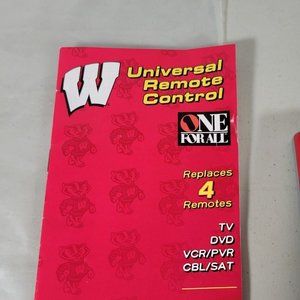 W
Universal
Remote
Control
ONE
FOR ALL
Replaces
4
Remotes
TV
DVD
VCR/PVR
CBL/SAT